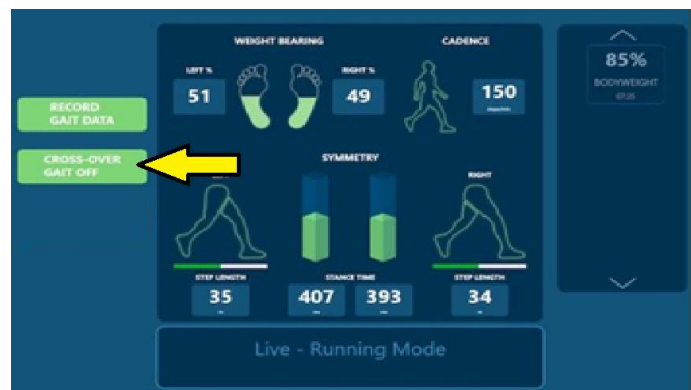 WEIGHT BEARING
CADENCE
LEFT %
RIGHT %
51
49
150
85%
BODYWEIGHT
RECORD
GAIT DATA
CROSS-OVER
GAIT OFF
SYMMETRY
RIGHT
STEP LENGTH
STANCE TIME
STEP LENGTH
35
407
393
34
Live - Running Mode